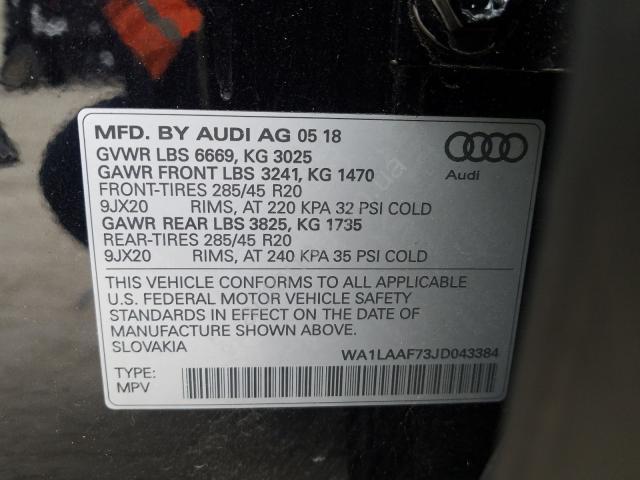 MFD. BY AUDI AG 05 18
GVWR LBS 6669, KG 3025
GAWR FRONT LBS 3241, KG 1470
FRONT-TIRES 285/45 R20
9JX20 RIMS, AT 220 KPA 32 PSI COLD
GAWR REAR LBS 3825, KG 1735
REAR-TIRES 285/45 R20
9JX20 RIMS, AT 240 KPA 35 PSI COLD
Audi
THIS VEHICLE CONFORMS TO ALL APPLICABLE
U.S. FEDERAL MOTOR VEHICLE SAFETY
STANDARDS IN EFFECT ON THE DATE OF
MANUFACTURE SHOWN ABOVE.
SLOVAKIA
WA1LAAF73JD043384
TYPE:
MPV